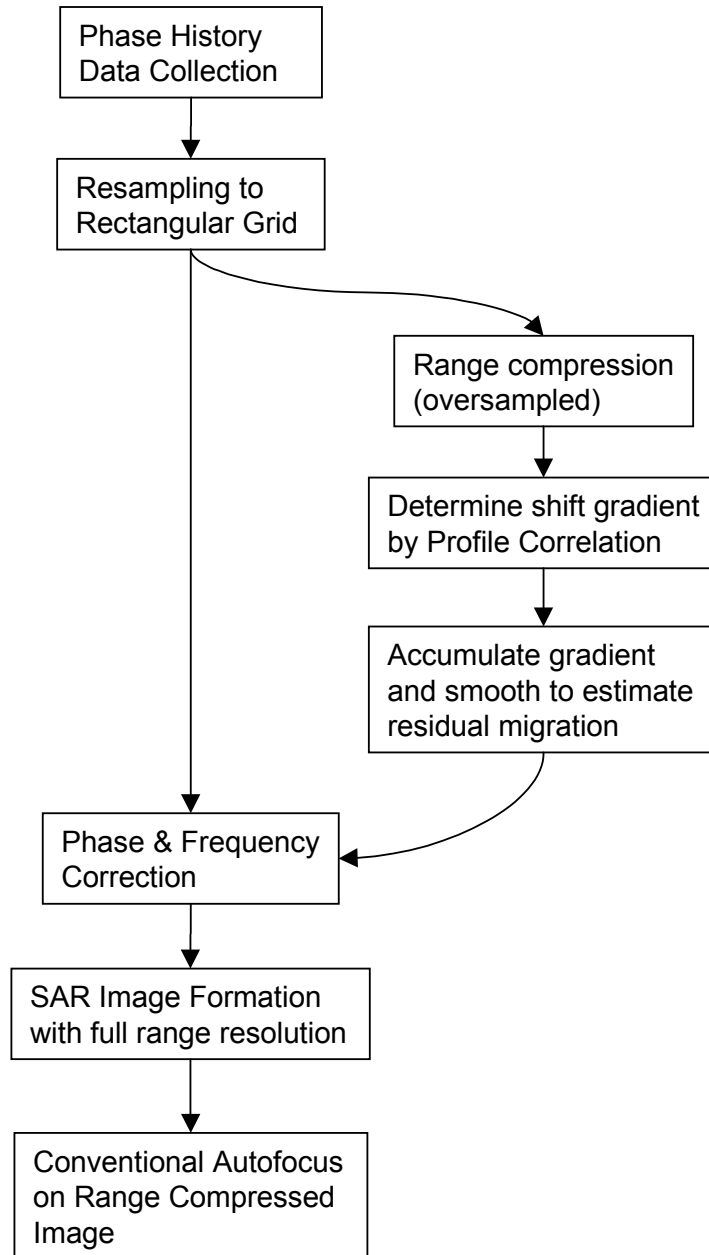 Phase History
Data Collection
Resampling to
Rectangular Grid
Range compression
(oversampled)
Determine shift gradient
by Profile Correlation
Accumulate gradient
and smooth to estimate
residual migration
Phase & Frequency
Correction
SAR Image Formation
with full range resolution
Conventional Autofocus
on Range Compressed
Image